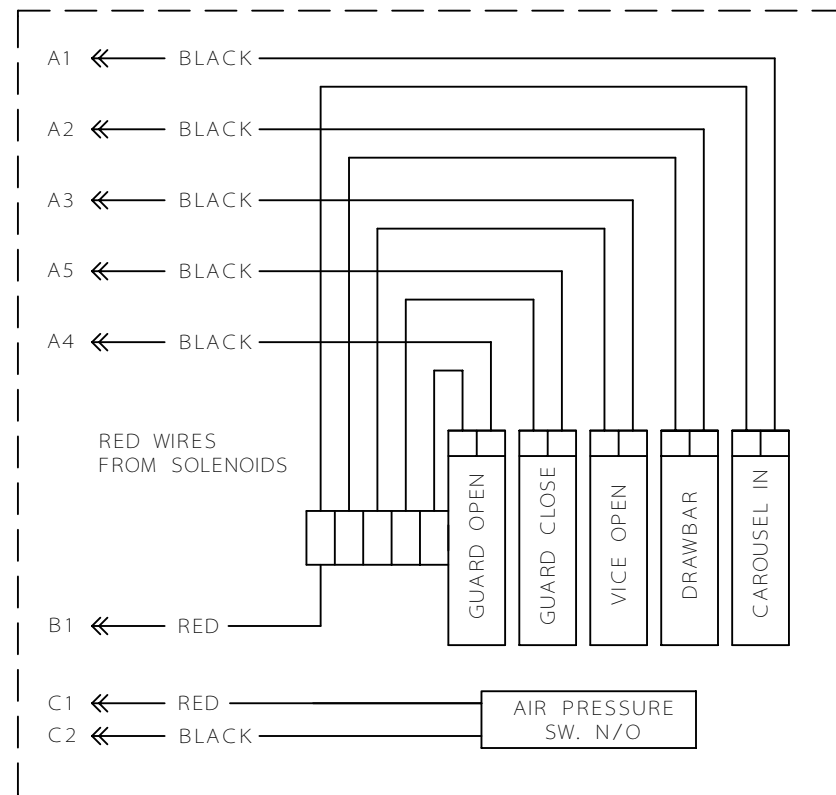 A1 BLACK
A2 BLACK
A3 BLACK
A5 BLACK
A4 BLACK
RED WIRES
FROM SOLENOIDS
GUARD OPEN
GUARD CLOSE
VICE OPEN
DRAWBAR
CAROUSEL IN
B1 RED
C1 RED
C2 BLACK
AIR PRESSURE
SW. N/O